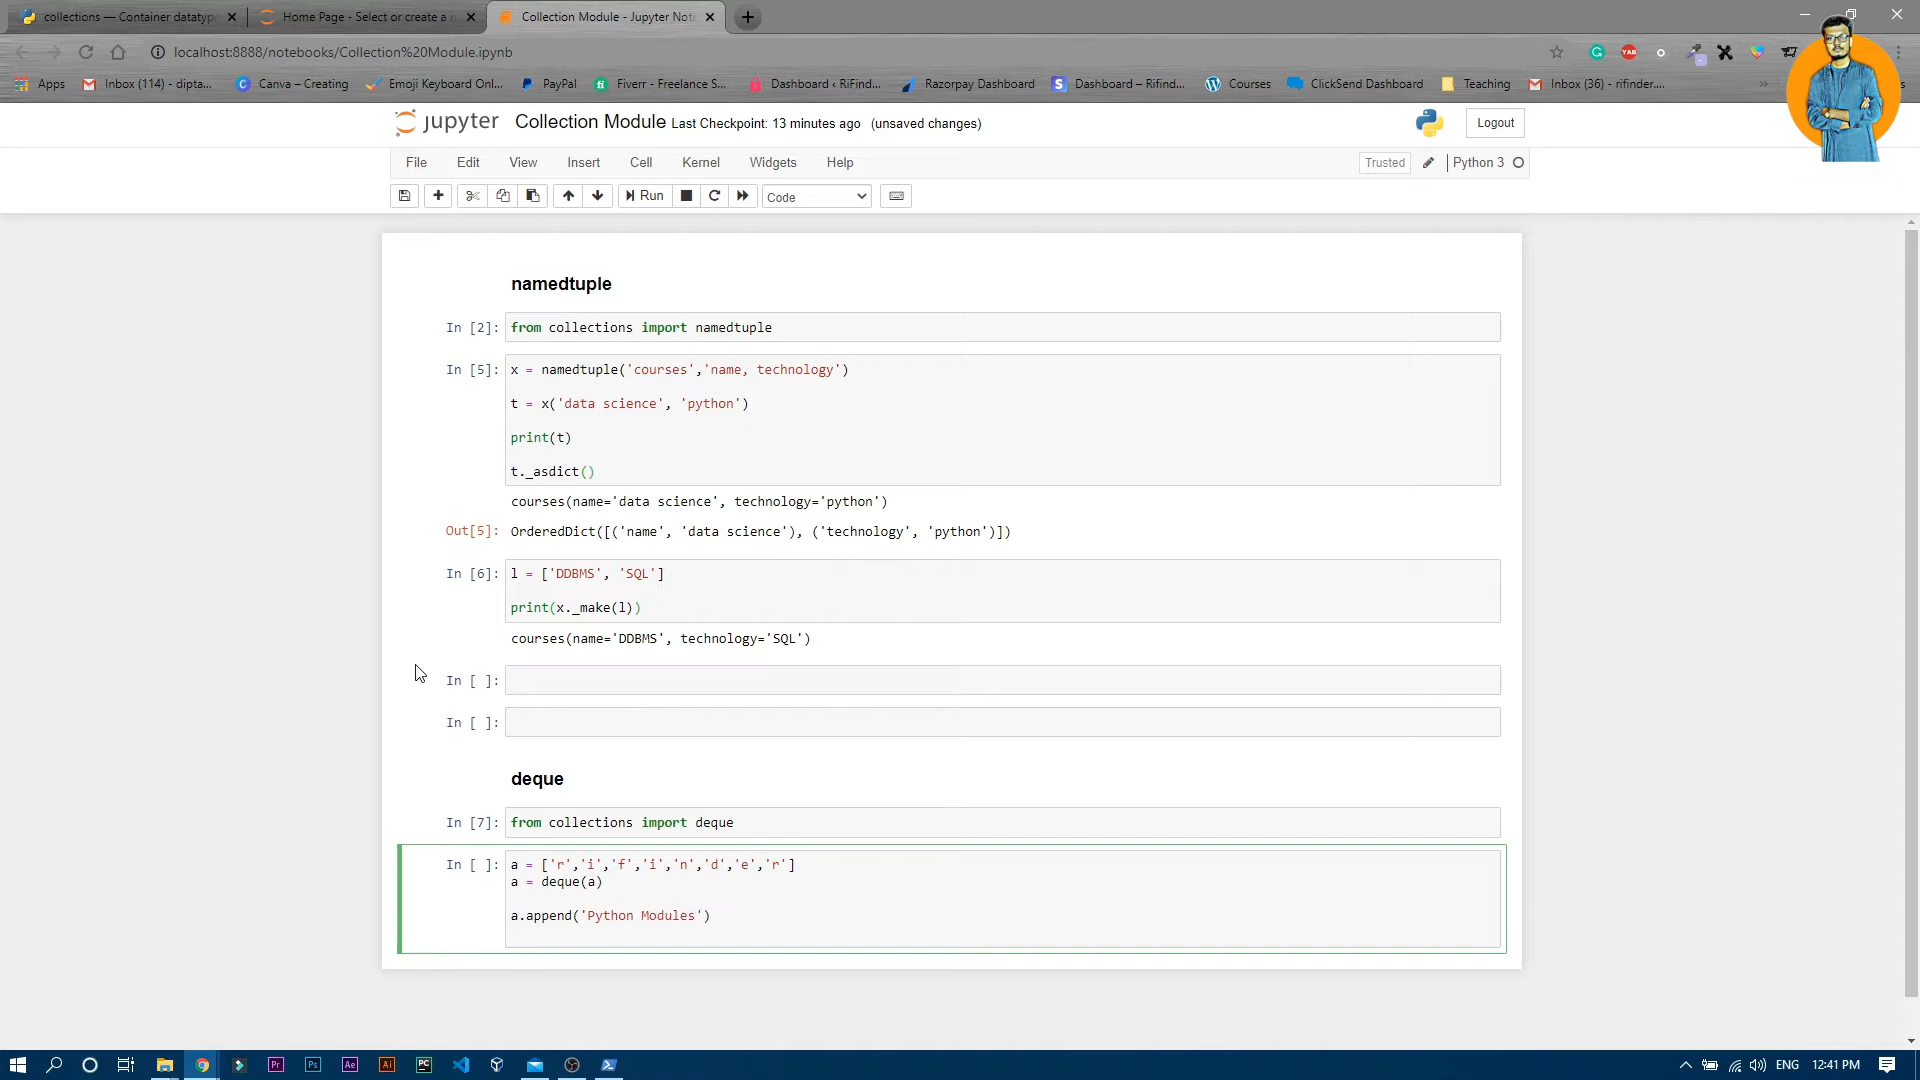 collections — Container datatype
Home Page - Select or create a n
Collection Module - Jupyter Note
localhost:8888/notebooks/Collection%20Module.ipynb
Apps
Inbox (114) - dipta...
Canva – Creating
Emoji Keyboard Onl...
PayPal
Fiverr - Freelance S...
Dashboard ‹ RiFind...
Razorpay Dashboard
Dashboard – Rifind...
Courses
ClickSend Dashboard
Teaching
Inbox (36) - rifinder....
jupyter
Collection Module Last Checkpoint: 13 minutes ago (unsaved changes)
Logout
File Edit View Insert Cell Kernel Widgets Help
Trusted
Python 3
Run
Code
namedtuple
In [2]: from collections import namedtuple
In [5]: x = namedtuple('courses','name, technology')
t = x('data science', 'python')
print(t)
t._asdict()
courses(name='data science', technology='python')
Out[5]: OrderedDict([('name', 'data science'), ('technology', 'python')])
In [6]: l = ['DDBMS', 'SQL']
print(x._make(l))
courses(name='DDBMS', technology='SQL')
In [ ]:
In [ ]:
deque
In [7]: from collections import deque
In [ ]: a = ['r','i','f','i','n','d','e','r']
a = deque(a)
a.append('Python Modules')
Pr Ps Ae Ai PC
ENG 12:41 PM